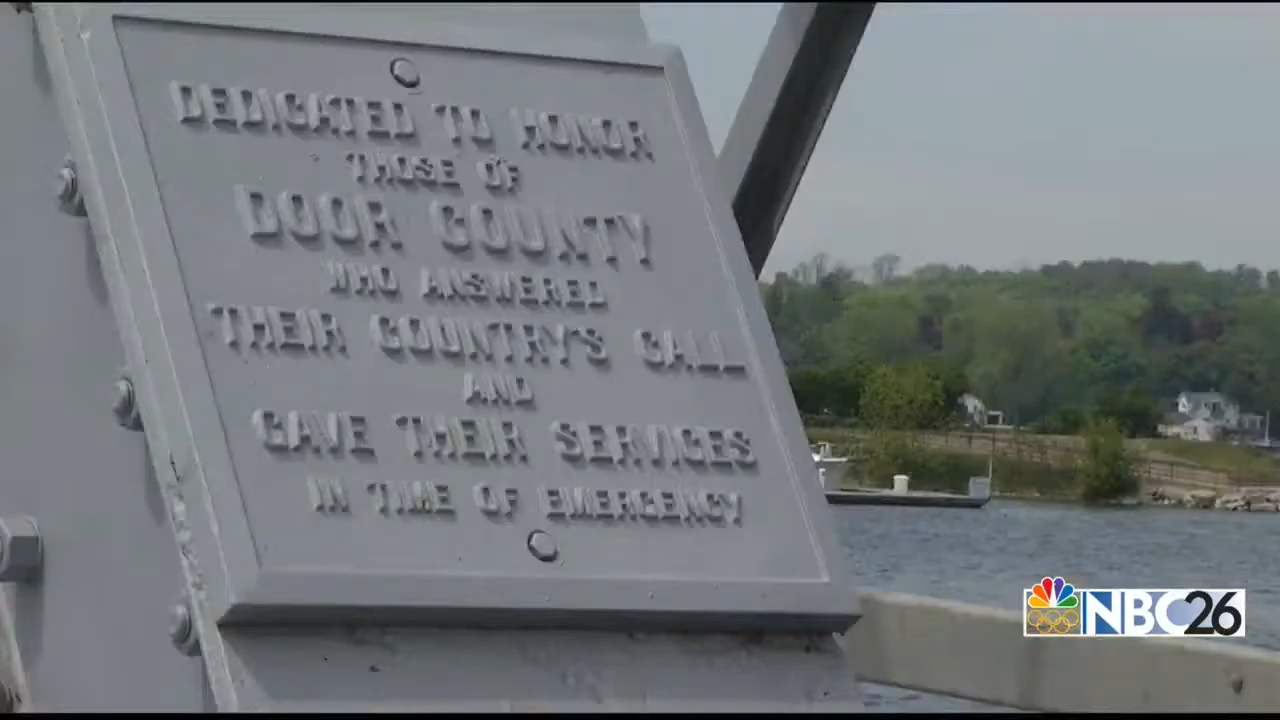 DEDICATED TO HONOR
THOSE OF
DOOR COUNTY
WHO ANSWERED
THEIR COUNTRY'S CALL
AND
GAVE THEIR SERVICES
IN TIME OF EMERGENCY
NBC26